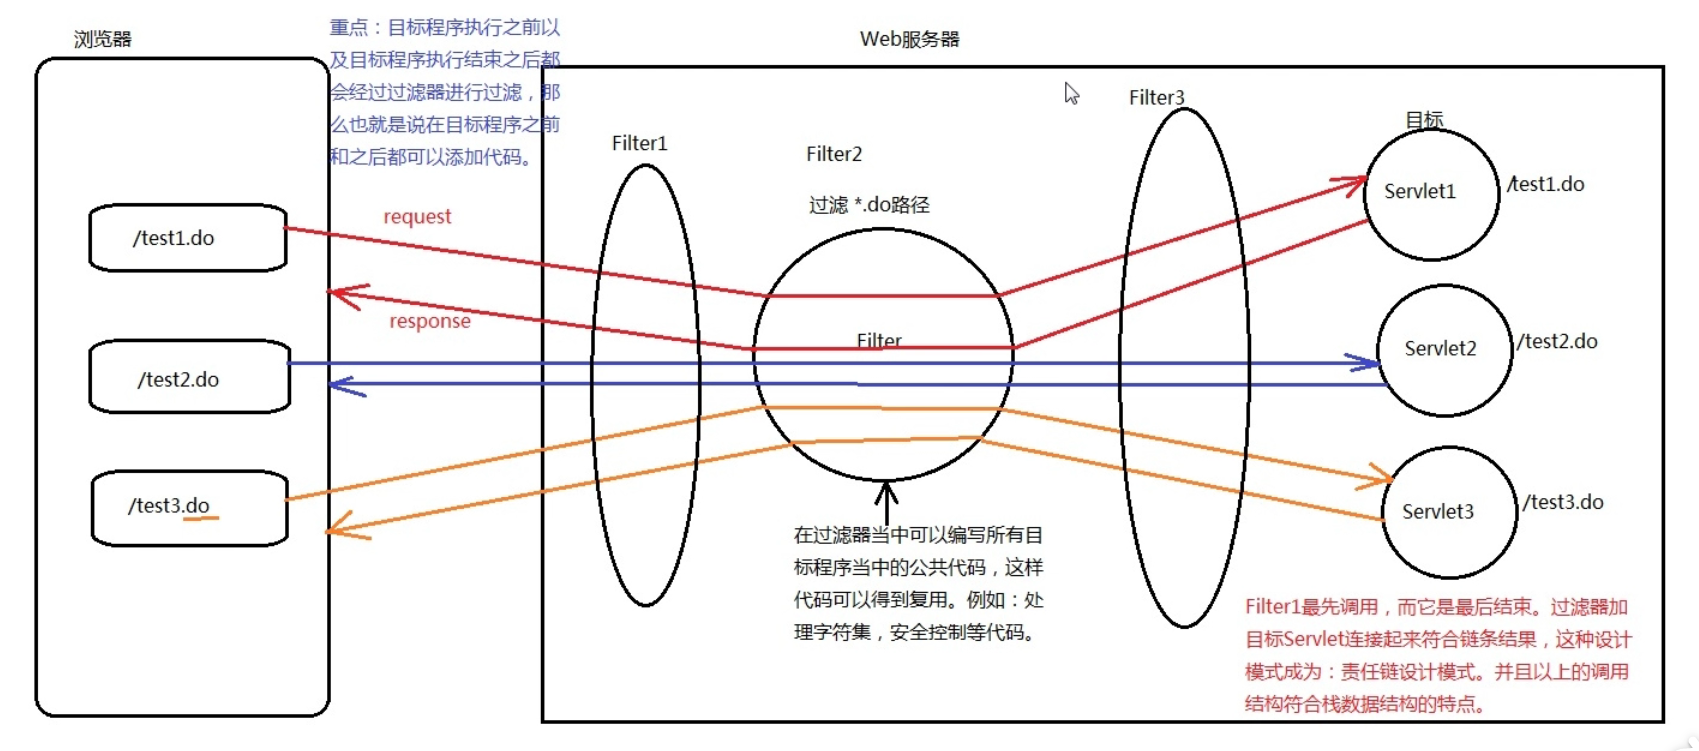 浏览器
重点：目标程序执行之前以
及目标程序执行结束之后都
会经过过滤器进行过滤，那
么也就是说在目标程序之前
和之后都可以添加代码。
Web服务器
Filter1
Filter2
过滤 *.do路径
Filter3
目标
Servlet1
/test1.do
/test1.do
request
response
Filter
Servlet2
/test2.do
/test2.do
/test3.do
Servlet3
/test3.do
在过滤器当中可以编写所有目
标程序当中的公共代码，这样
代码可以得到复用。例如：处
理字符集，安全控制等代码。
Filter1最先调用，而它是最后结束。过滤器加
目标Servlet连接起来符合链条结果，这种设计
模式成为：责任链设计模式。并且以上的调用
结构符合栈数据结构的特点。